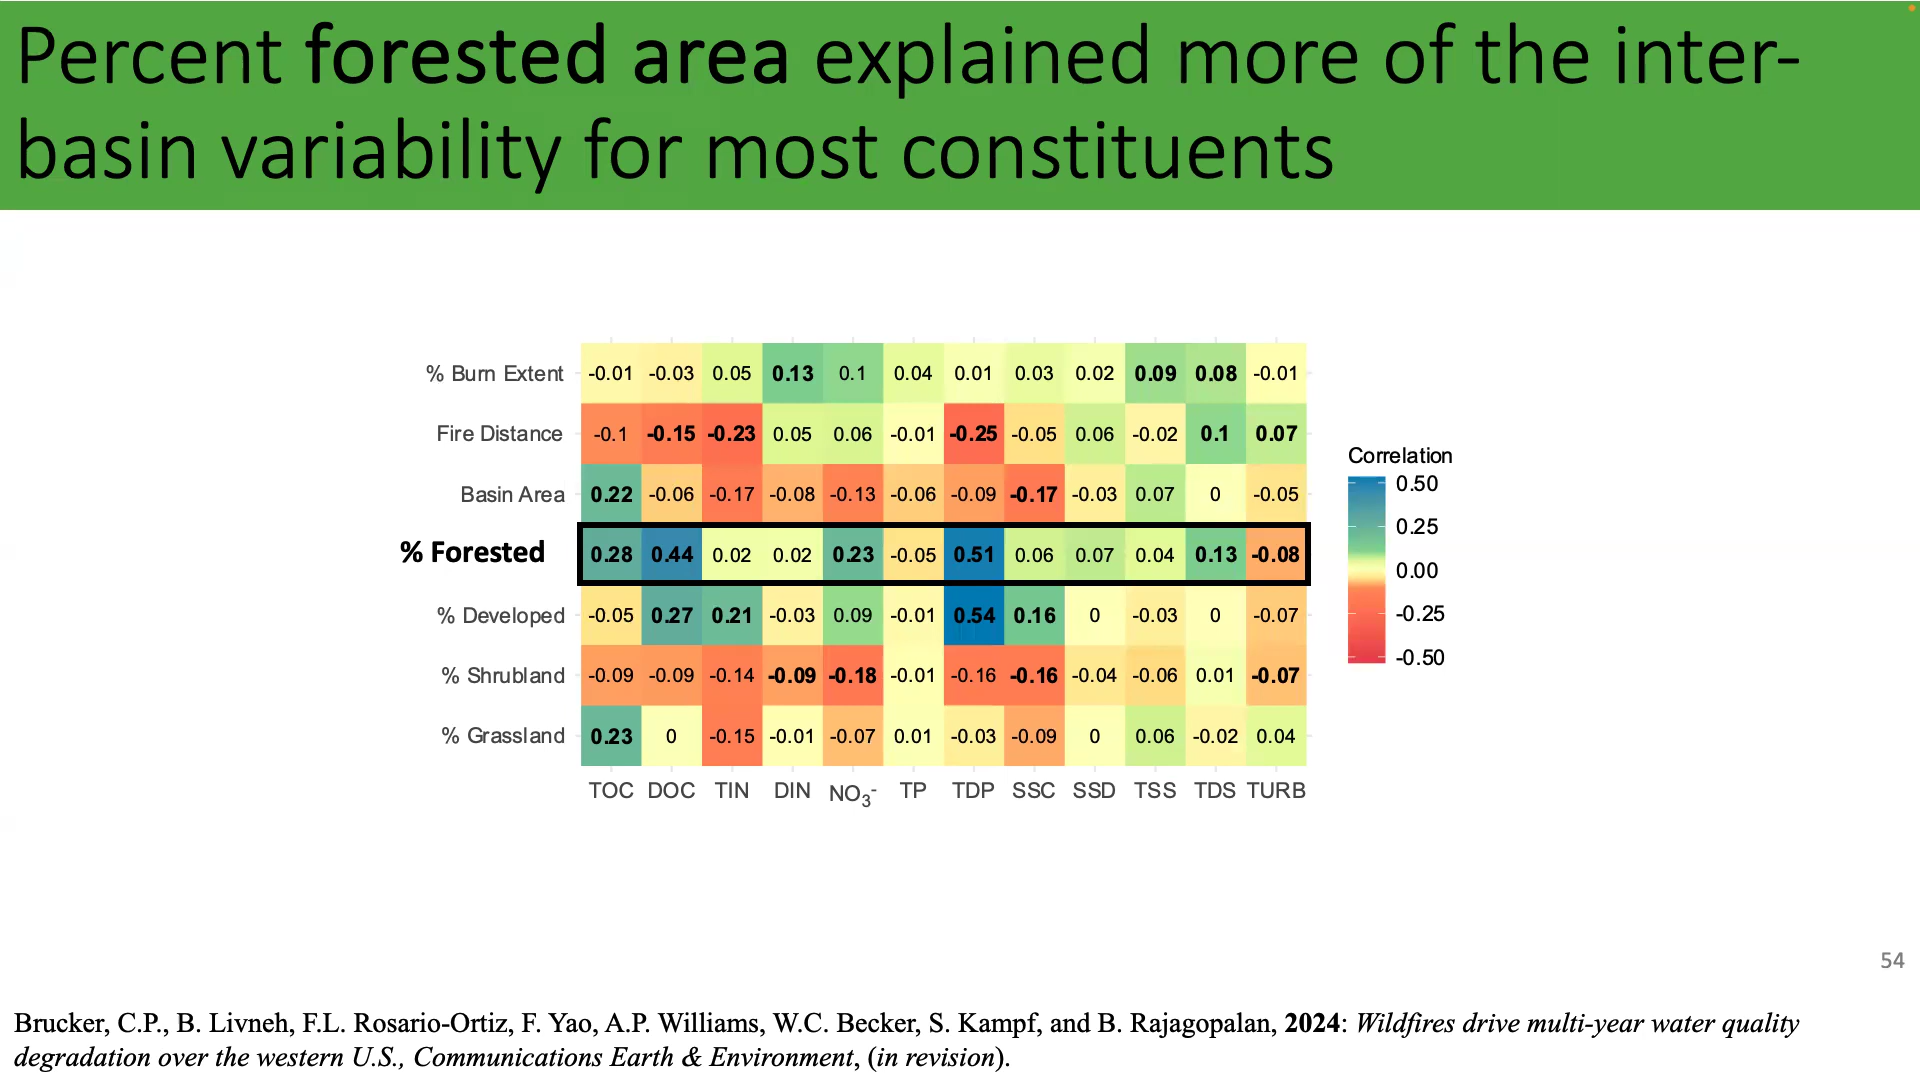 Percent forested area explained more of the inter-
basin variability for most constituents
% Burn Extent -0.01 -0.03 0.05 0.13 0.1 0.04 0.01 0.03 0.02 0.09 0.08 -0.01
Fire Distance -0.1 -0.15 -0.23 0.05 0.06 -0.01 -0.25 -0.05 0.06 -0.02 0.1 0.07
Basin Area 0.22 -0.06 -0.17 -0.08 -0.13 -0.06 -0.09 -0.17 -0.03 0.07 0 -0.05
% Forested 0.28 0.44 0.02 0.02 0.23 -0.05 0.51 0.06 0.07 0.04 0.13 -0.08
% Developed -0.05 0.27 0.21 -0.03 0.09 -0.01 0.54 0.16 0 -0.03 0 -0.07
% Shrubland -0.09 -0.09 -0.14 -0.09 -0.18 -0.01 -0.16 -0.16 -0.04 -0.06 0.01 -0.07
% Grassland 0.23 0 -0.15 -0.01 -0.07 0.01 -0.03 -0.09 0 0.06 -0.02 0.04
TOC DOC TIN DIN NO₃⁻ TP TDP SSC SSD TSS TDS TURB
Correlation
0.50
0.25
0.00
-0.25
-0.50
54
Brucker, C.P., B. Livneh, F.L. Rosario-Ortiz, F. Yao, A.P. Williams, W.C. Becker, S. Kampf, and B. Rajagopalan, 2024: Wildfires drive multi-year water quality
degradation over the western U.S., Communications Earth & Environment, (in revision).